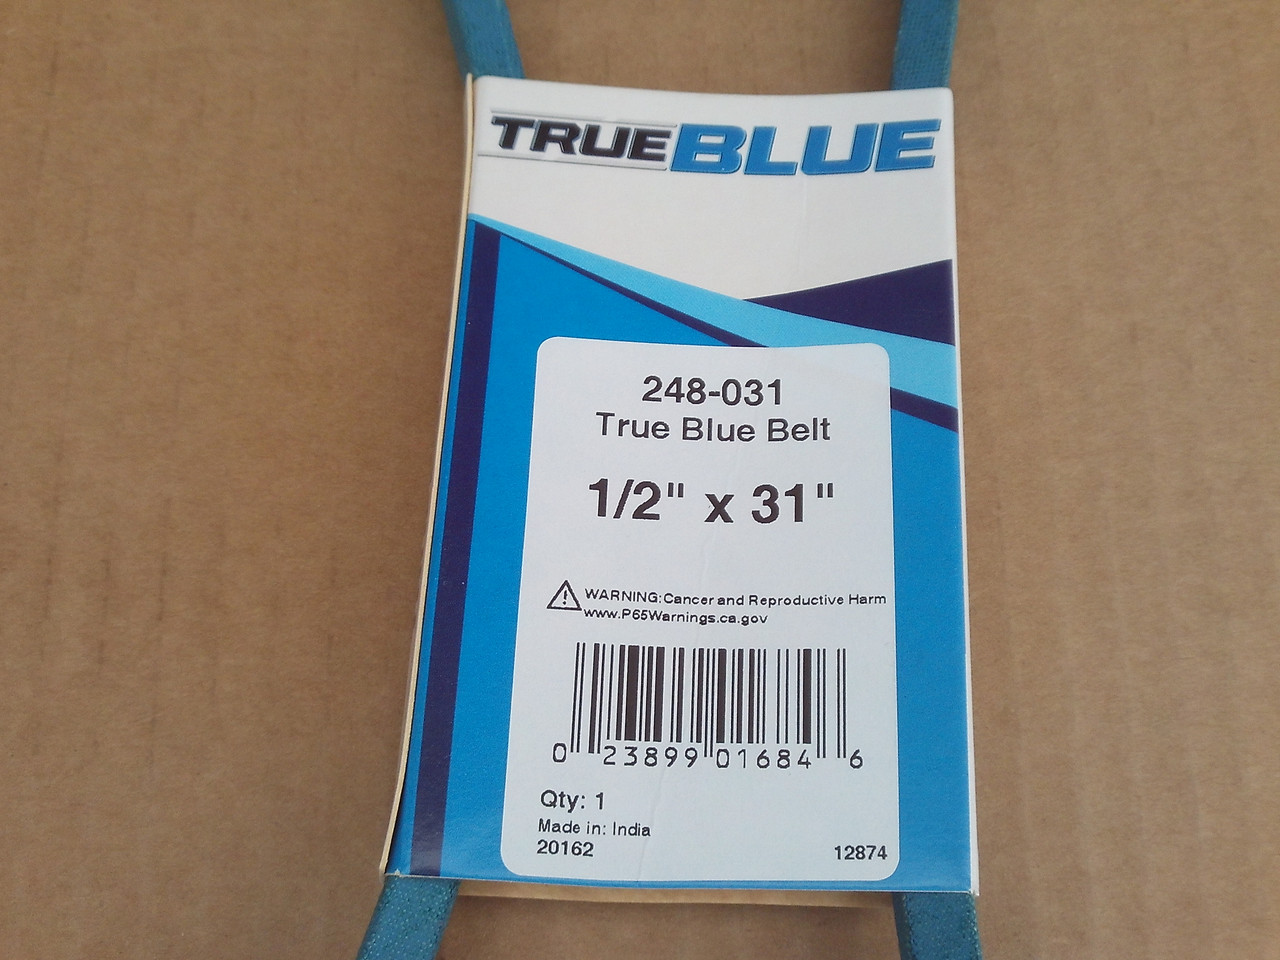 TRUEBLUE
248-031
True Blue Belt
1/2" x 31"
WARNING:Cancer and Reproductive Harm
www.P65Warnings.ca.gov
0 23899 01684 6
Qty: 1
Made in: India
20162 12874